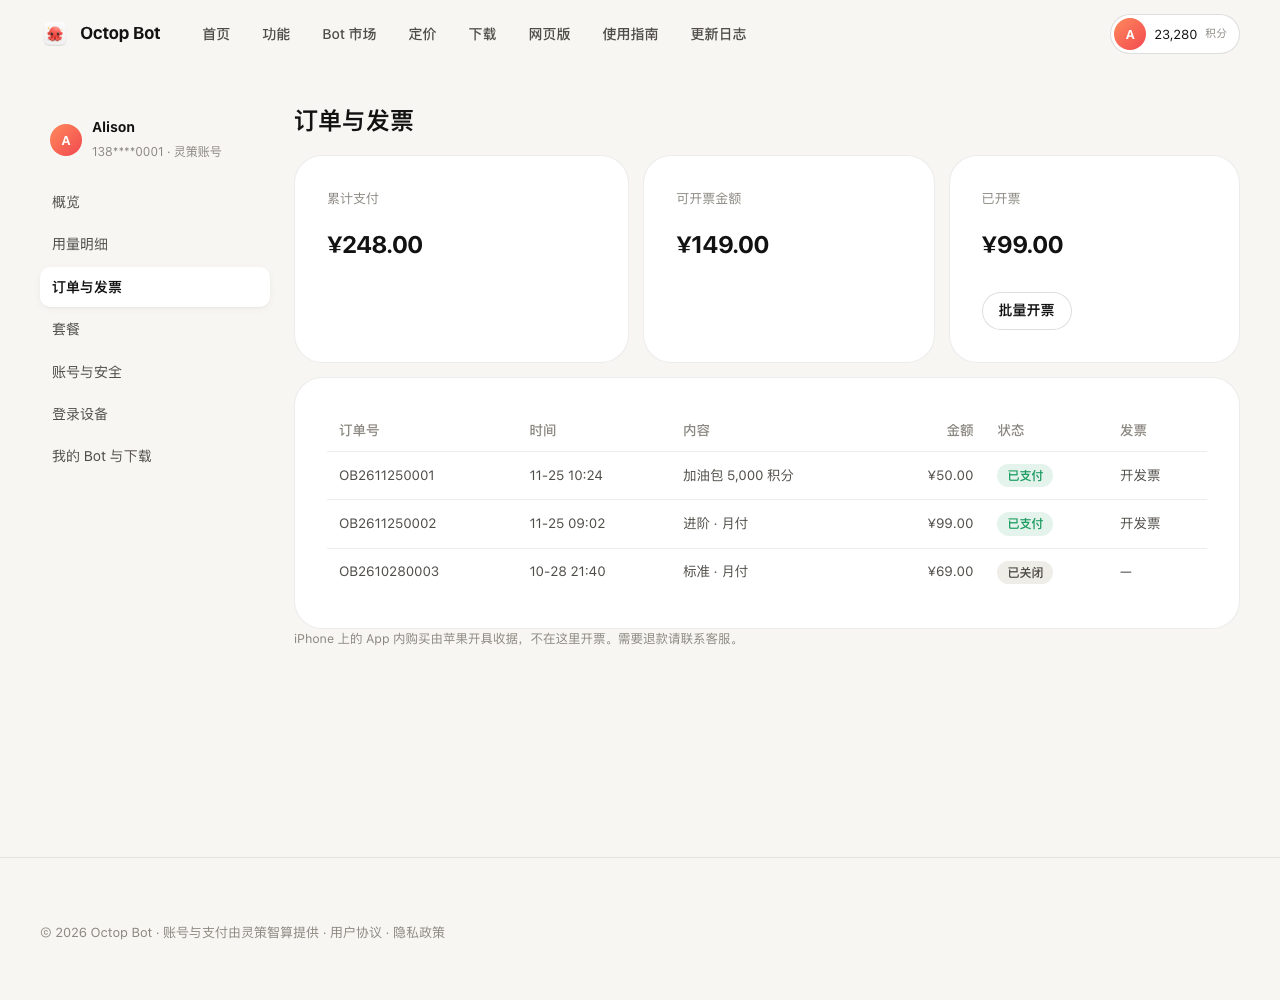 Octop Bot 首页 功能 Bot 市场 定价 下载 网页版 使用指南 更新日志 A 23,280 积分
A Alison
138****0001 · 灵策账号
概览
用量明细
订单与发票
套餐
账号与安全
登录设备
我的 Bot 与下载
订单与发票
累计支付 可开票金额 已开票
¥248.00 ¥149.00 ¥99.00
批量开票
订单号 时间 内容 金额 状态 发票
OB2611250001 11-25 10:24 加油包 5,000 积分 ¥50.00 已支付 开发票
OB2611250002 11-25 09:02 进阶 · 月付 ¥99.00 已支付 开发票
OB2610280003 10-28 21:40 标准 · 月付 ¥69.00 已关闭 —
iPhone 上的 App 内购买由苹果开具收据，不在这里开票。需要退款请联系客服。
© 2026 Octop Bot · 账号与支付由灵策智算提供 · 用户协议 · 隐私政策